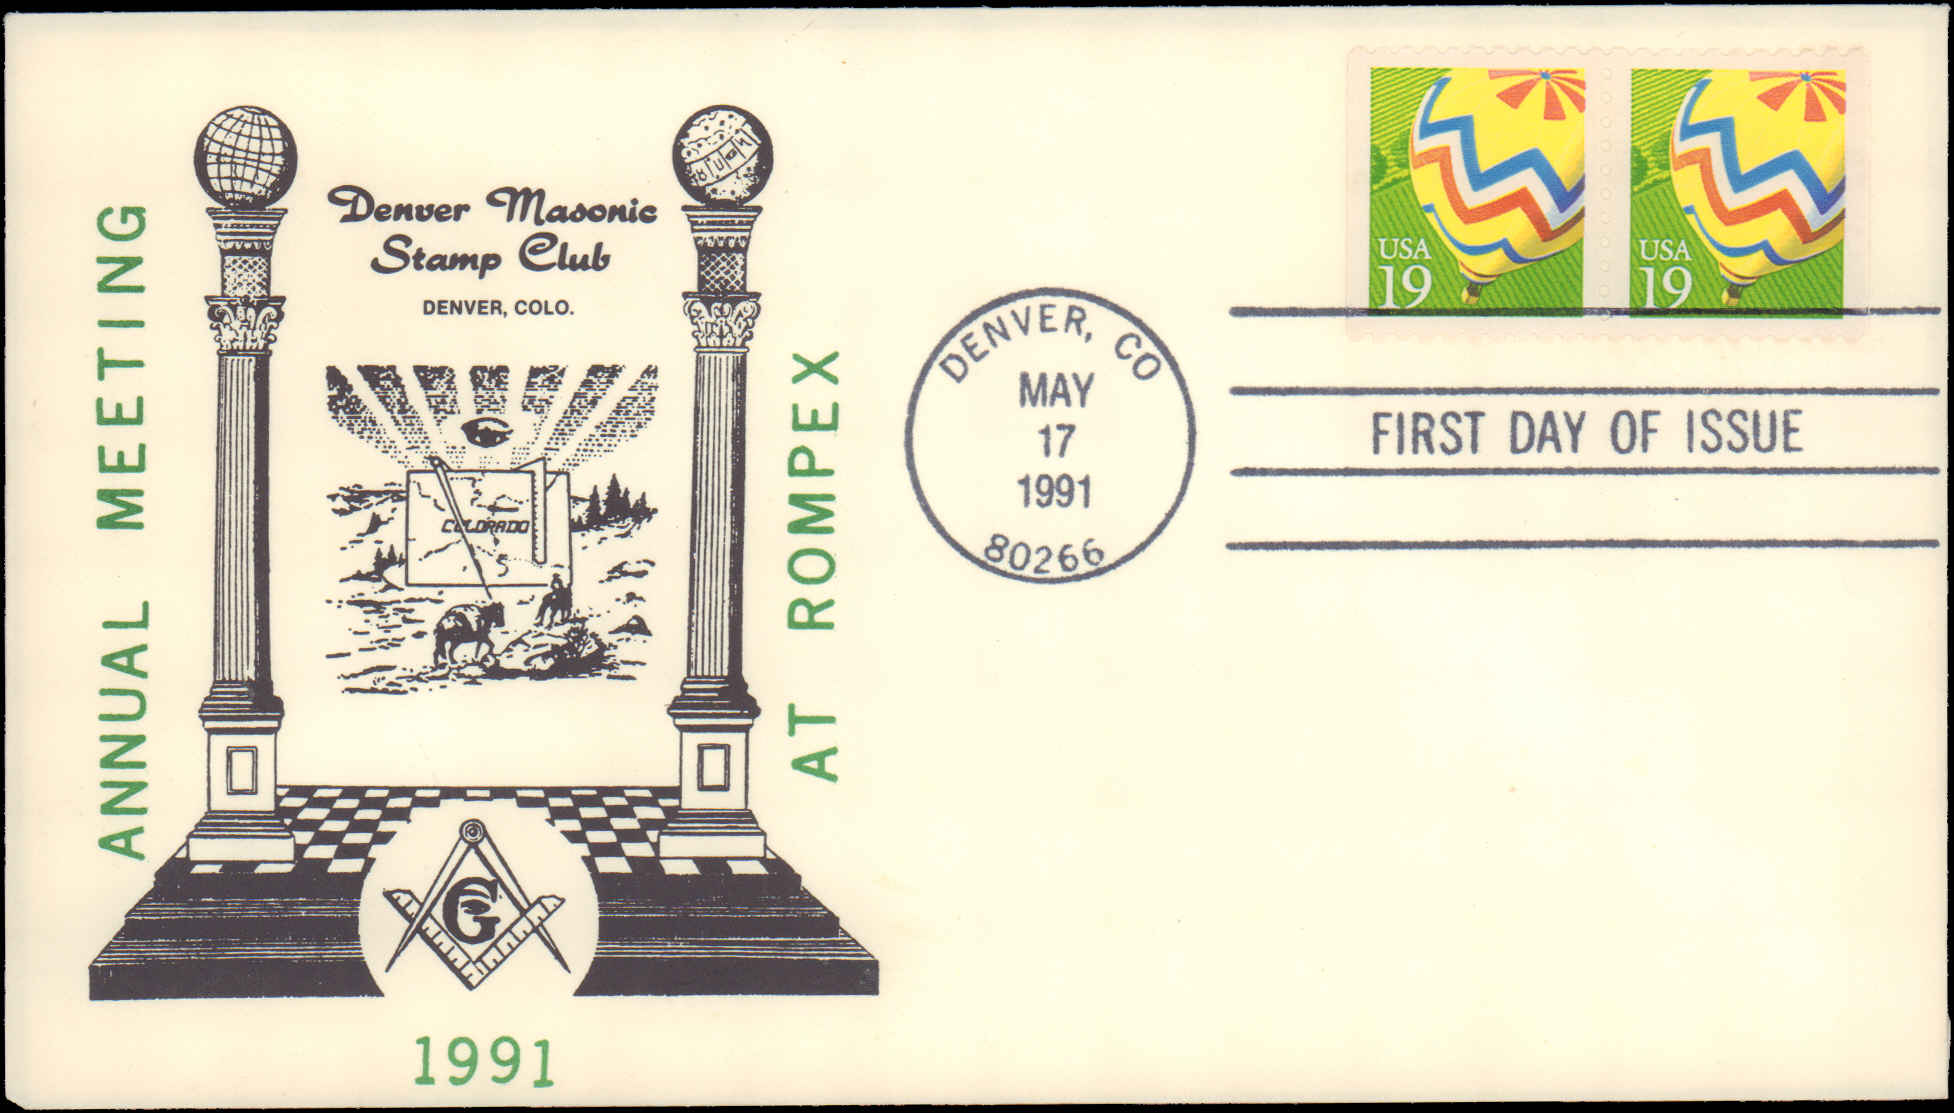 ANNUAL MEETING
Denver Masonic
Stamp Club
DENVER, COLO.
COLORADO
G
AT ROMPEX
1991
DENVER, CO
MAY
17
1991
80266
USA
19
USA
19
FIRST DAY OF ISSUE